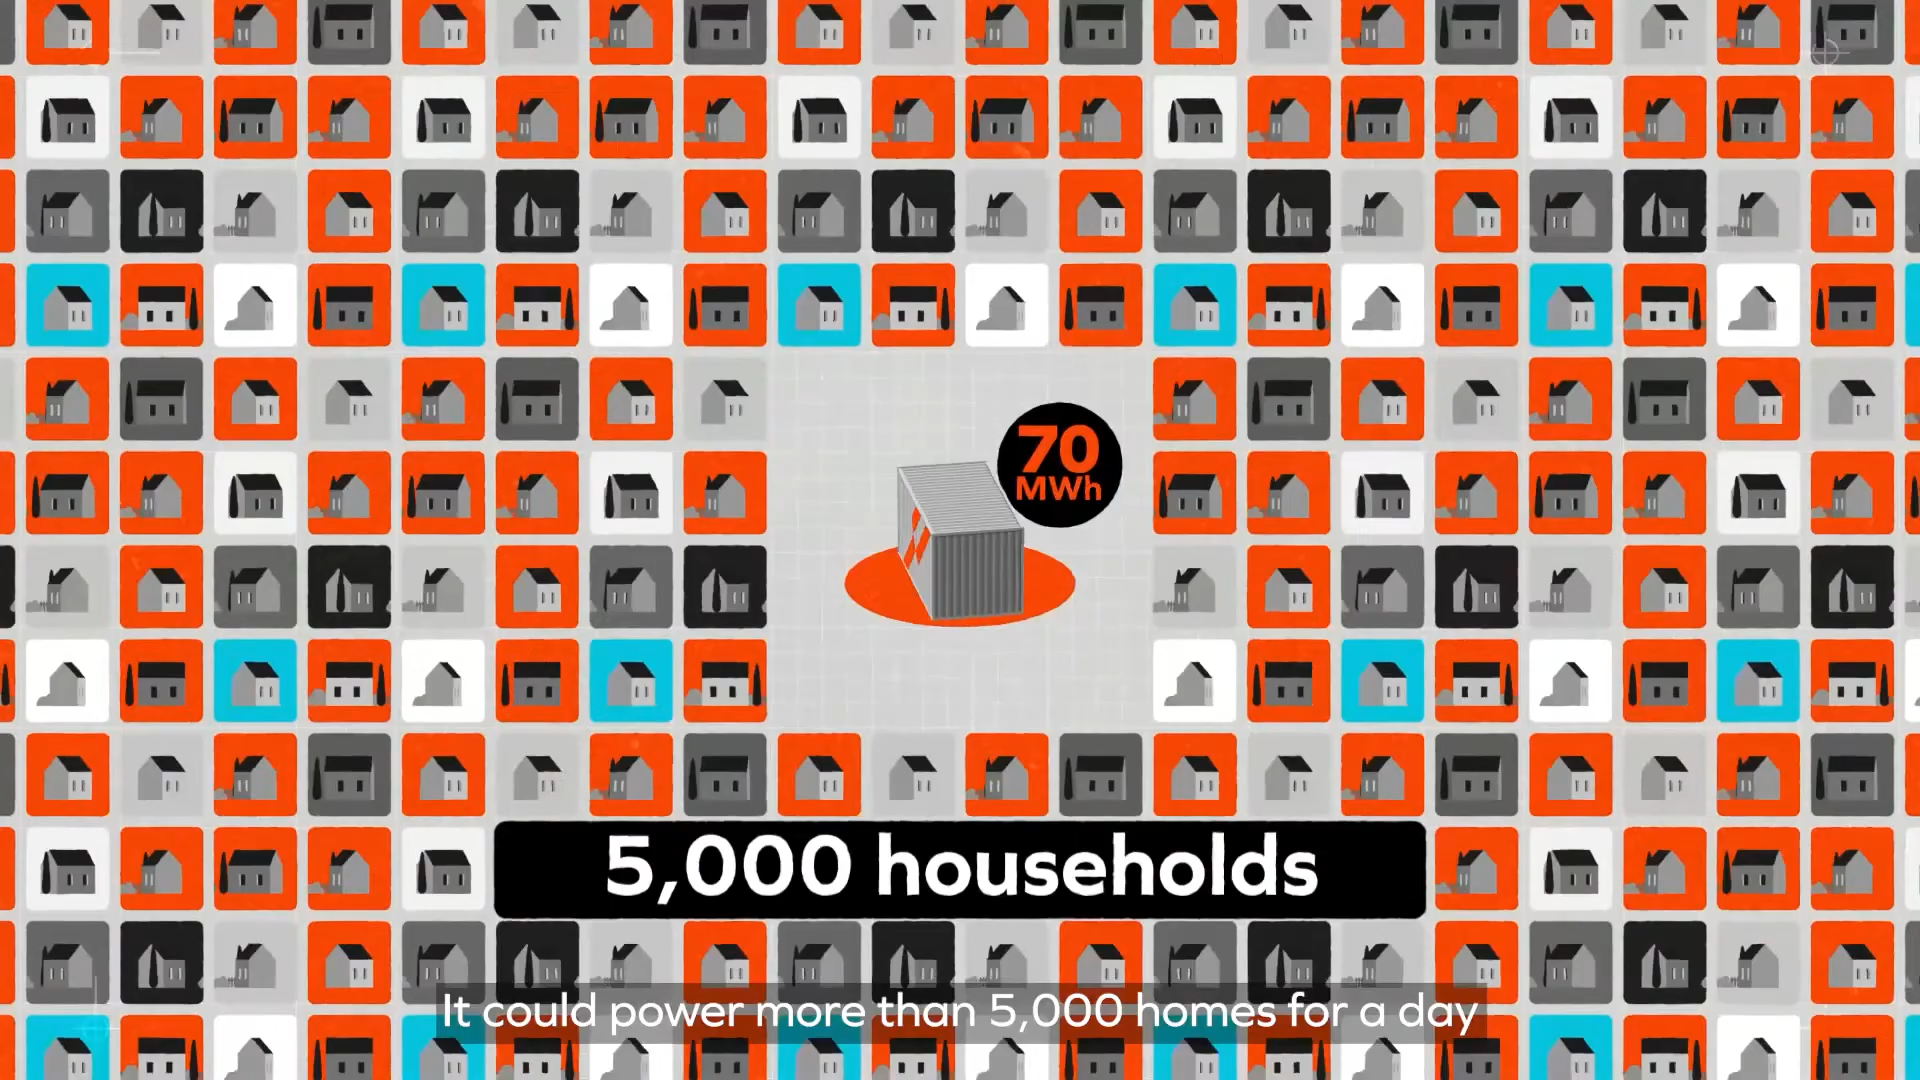 70
MWh
5,000 households
It could power more than 5,000 homes for a day